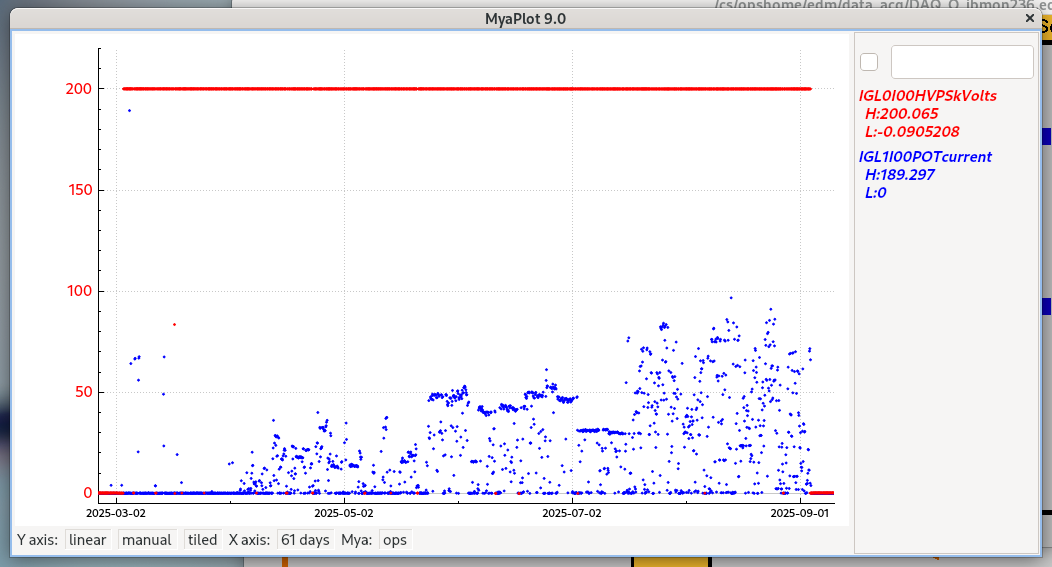 /cs/opshome/edm/data_acq/DAQ_O_ibmon236.ed
MyaPlot 9.0
×
200
150
100
50
0
2025-03-02
2025-05-02
2025-07-02
2025-09-01
IGL0I00HVPSkVolts
H:200.065
L:-0.0905208
IGL1I00POTcurrent
H:189.297
L:0
Y axis: linear manual tiled X axis: 61 days Mya: ops